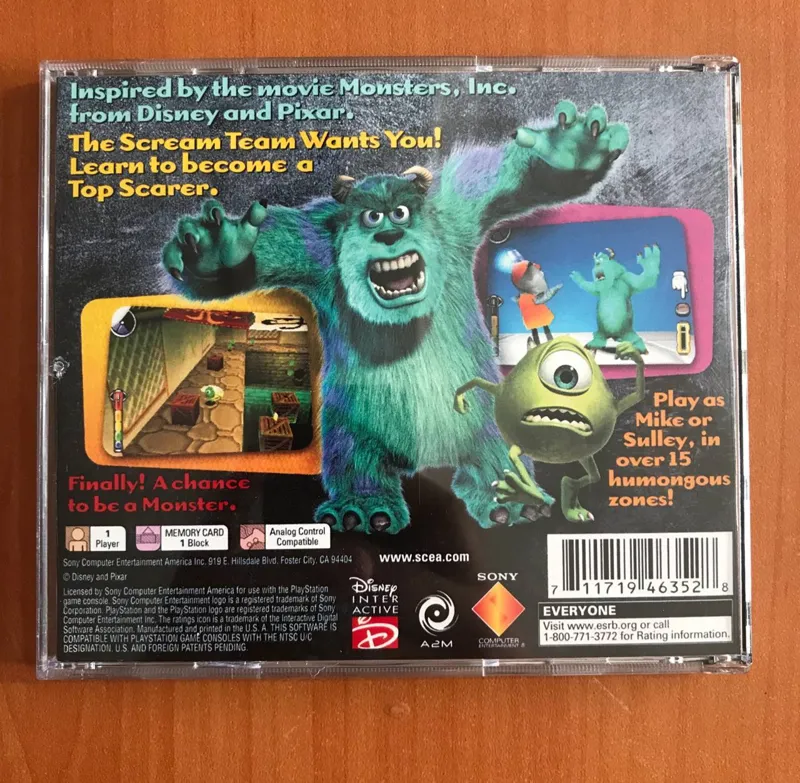 Inspired by the movie Monsters, Inc.
from Disney and Pixar.
The Scream Team Wants You!
Learn to become a
Top Scarer.
Play as
Mike or
Sulley, in
over 15
humongous
zones!
Finally! A chance
to be a Monster.
1
Player
MEMORY CARD
1 Block
Analog Control
Compatible
Sony Computer Entertainment America Inc. 919 E. Hillsdale Blvd. Foster City, CA 94404
www.scea.com
© Disney and Pixar
Licensed by Sony Computer Entertainment America for use with the PlayStation
game console. Sony Computer Entertainment logo is a registered trademark of Sony
Corporation. PlayStation and the PlayStation logo are registered trademarks of Sony
Computer Entertainment Inc. The ratings icon is a trademark of the Interactive Digital
Software Association. Manufactured and printed in the U.S.A. THIS SOFTWARE IS
COMPATIBLE WITH PLAYSTATION GAME CONSOLES WITH THE NTSC U/C
DESIGNATION. U.S. AND FOREIGN PATENTS PENDING.
Disney
INTER
ACTIVE
D
A2M
SONY
COMPUTER
ENTERTAINMENT
7 11719 46352 8
EVERYONE
Visit www.esrb.org or call
1-800-771-3772 for Rating information.